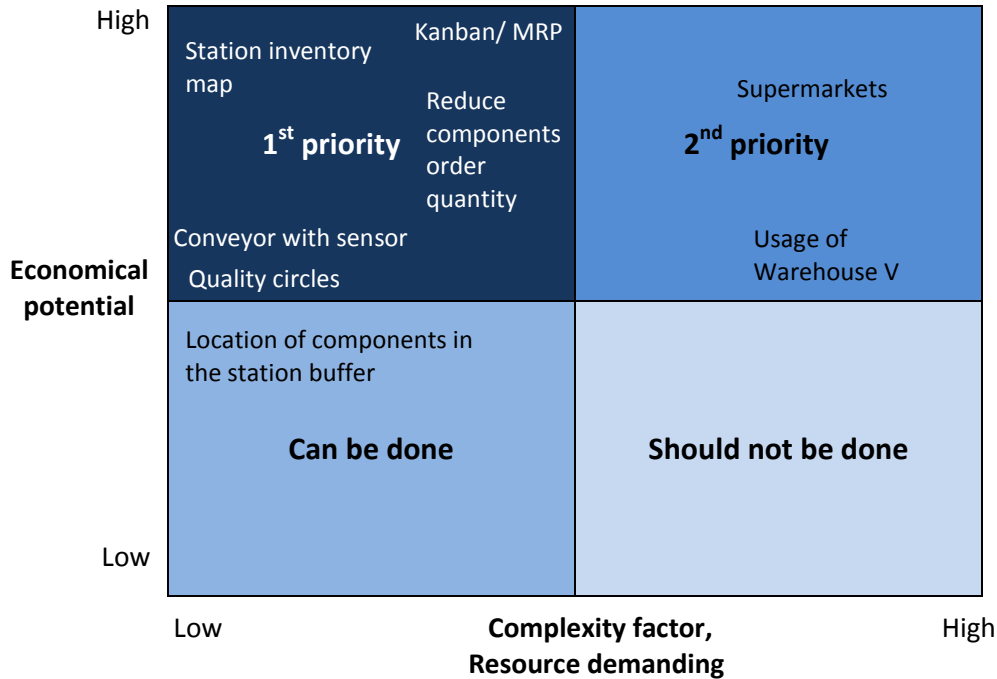 High
Kanban/ MRP
Station inventory
map
Supermarkets
Reduce
components
order
quantity
1st priority
2nd priority
Conveyor with sensor
Quality circles
Usage of
Warehouse V
Economical
potential
Location of components in
the station buffer
Can be done
Should not be done
Low
Low
Complexity factor,
Resource demanding
High